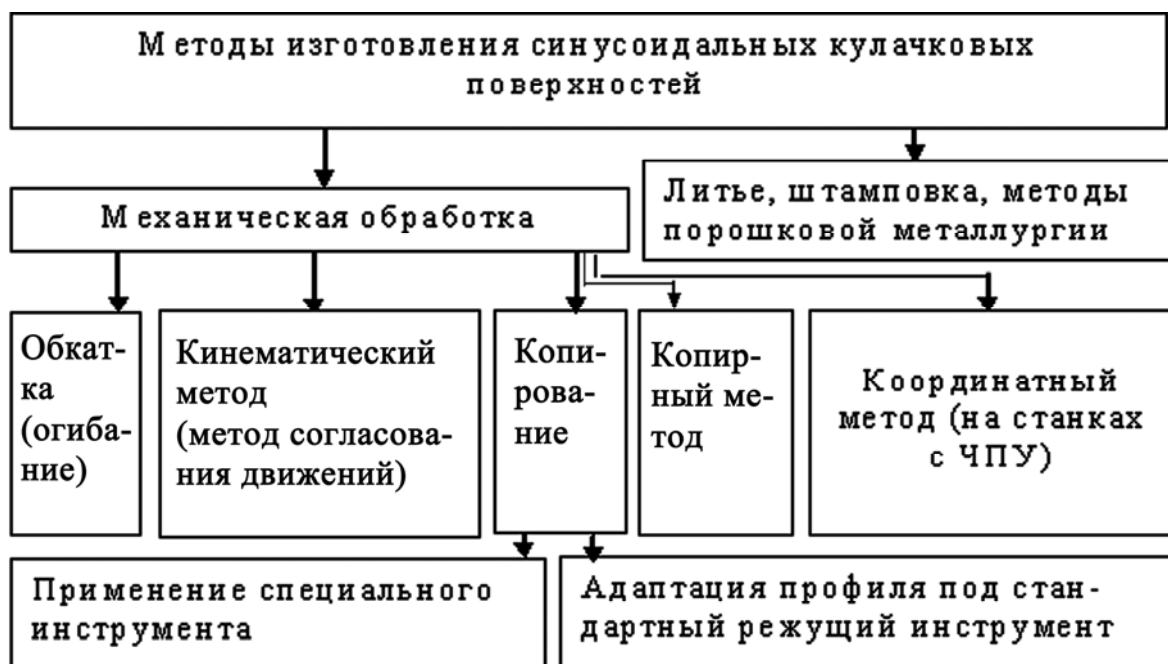 Методы изготовления синусоидальных кулачковых
поверхностей
Механическая обработка
Литье, штамповка, методы
порошковой металлургии
Обкат-
ка
(огиба-
ние)
Кинематический
метод
(метод согласова-
ния движений)
Копи-
рова-
ние
Копир-
ный ме-
тод
Координатный
метод (на станках
с ЧПУ)
Применение специального
инструмента
Адаптация профиля под стан-
дартный режущий инструмент